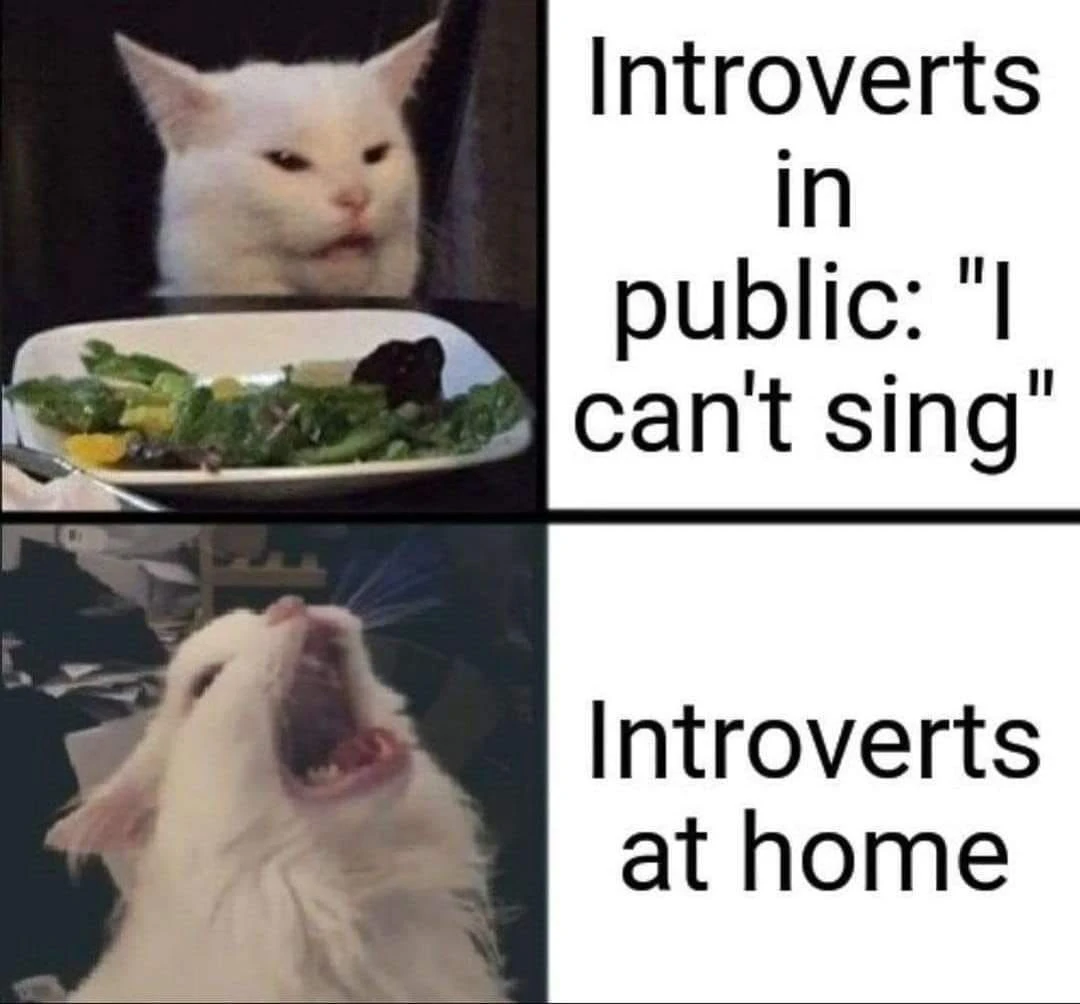 Introverts
in
public: "I
can't sing"
Introverts
at home